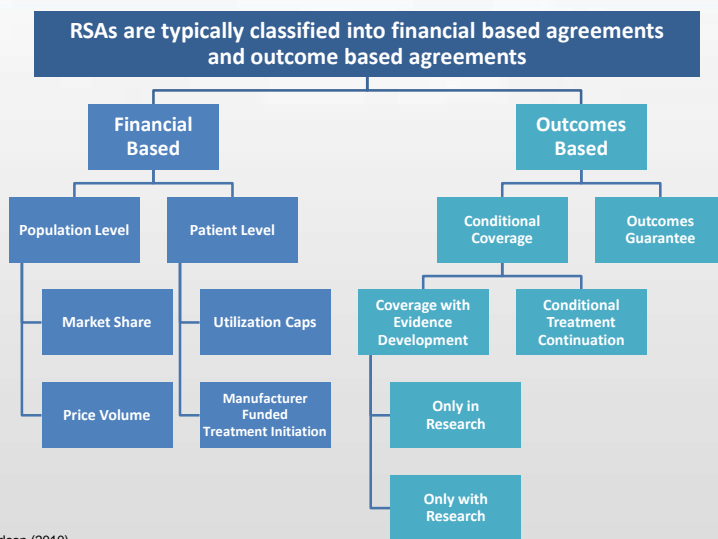 RSAs are typically classified into financial based agreements
and outcome based agreements
Financial
Based
Outcomes
Based
Population Level
Patient Level
Conditional
Coverage
Outcomes
Guarantee
Market Share
Utilization Caps
Coverage with
Evidence
Development
Conditional
Treatment
Continuation
Price Volume
Manufacturer
Funded
Treatment Initiation
Only in
Research
Only with
Research